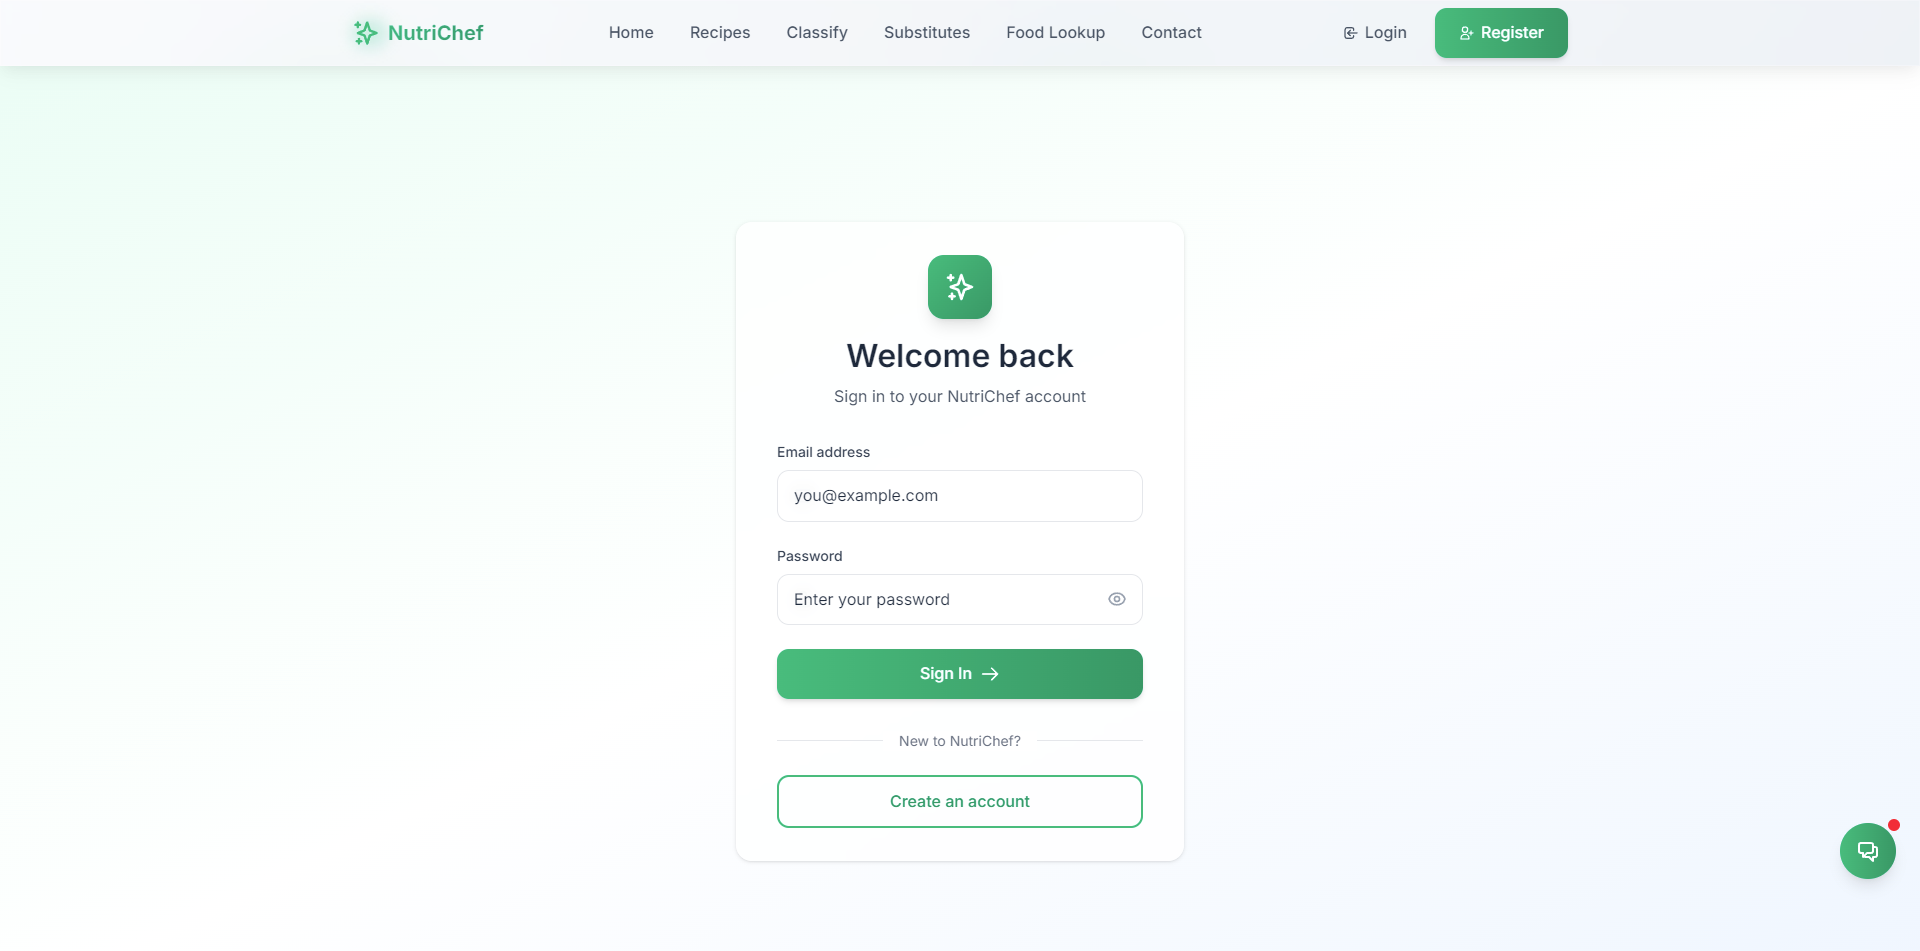 NutriChef
Home
Recipes
Classify
Substitutes
Food Lookup
Contact
Login
Register
Welcome back
Sign in to your NutriChef account
Email address
you@example.com
Password
Enter your password
Sign In
New to NutriChef?
Create an account